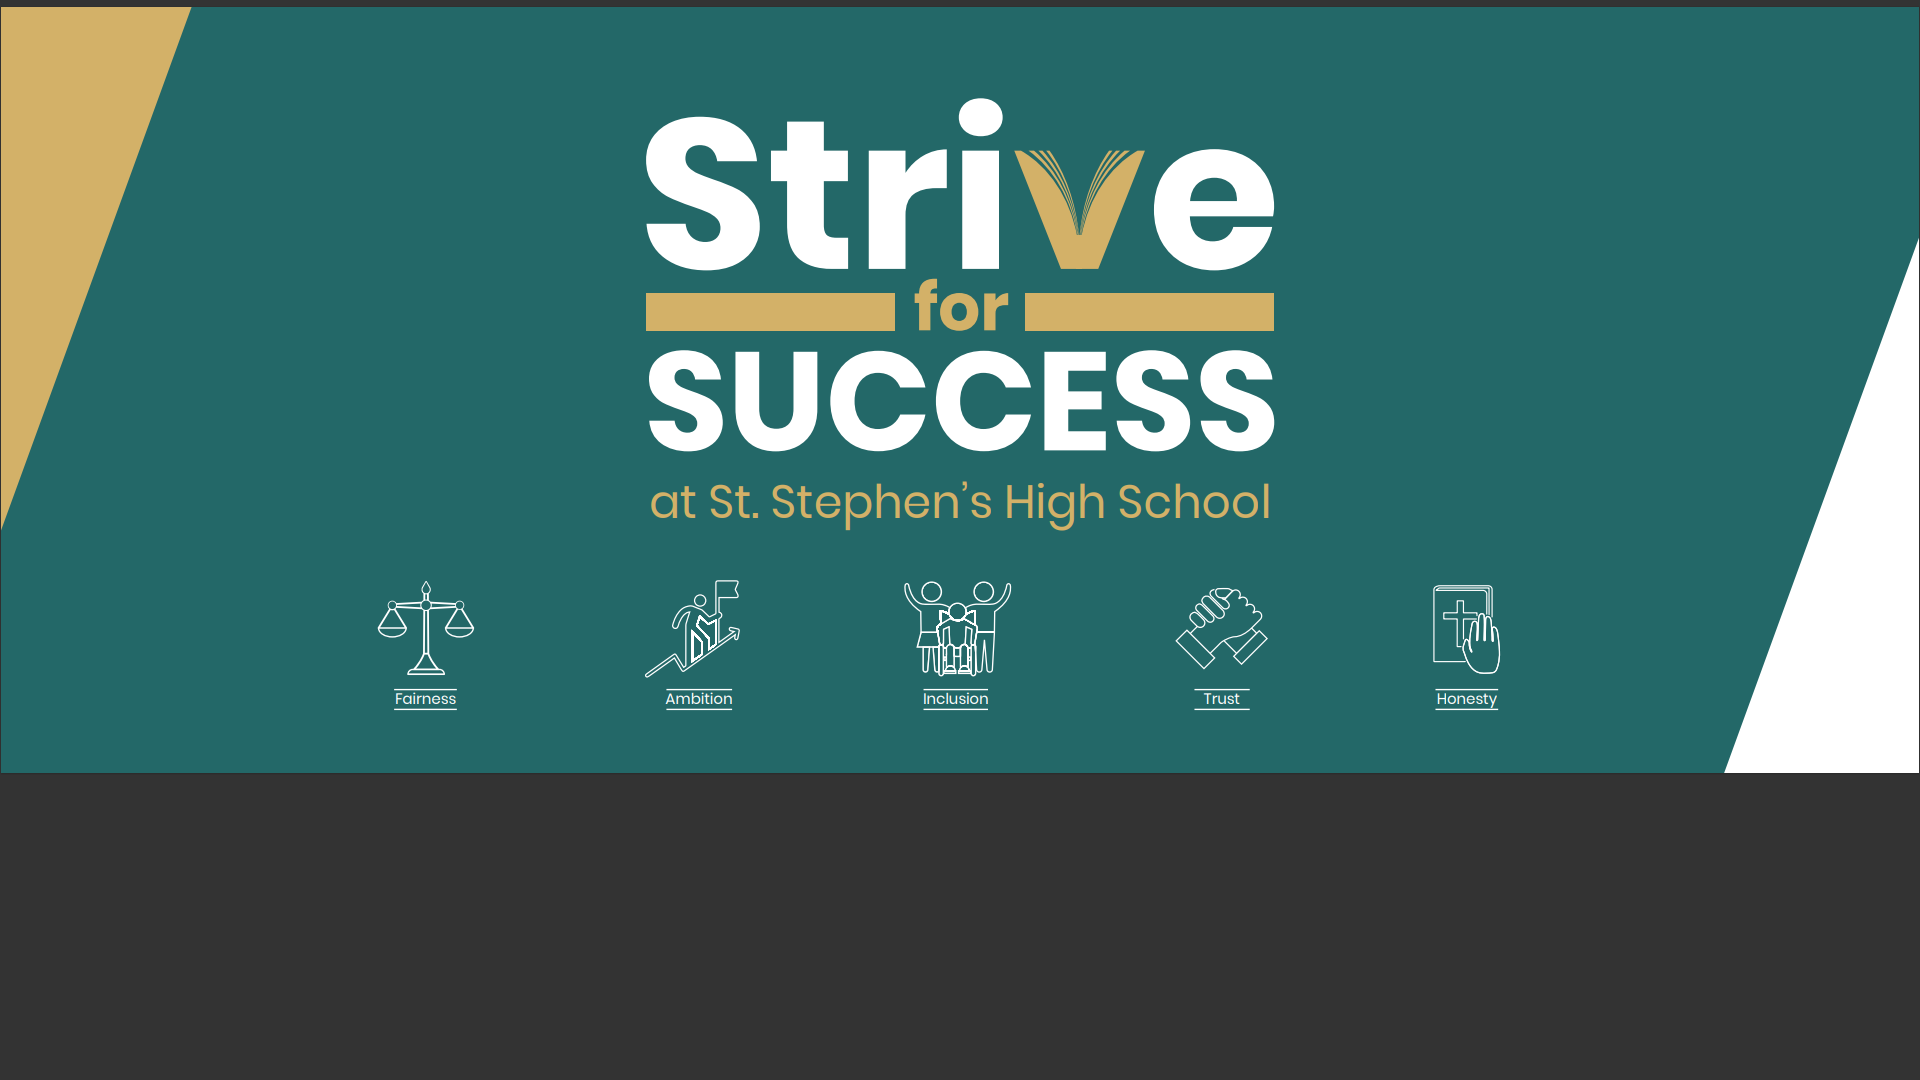 Strive
for
SUCCESS
at St. Stephen’s High School
Fairness
Ambition
Inclusion
Trust
Honesty